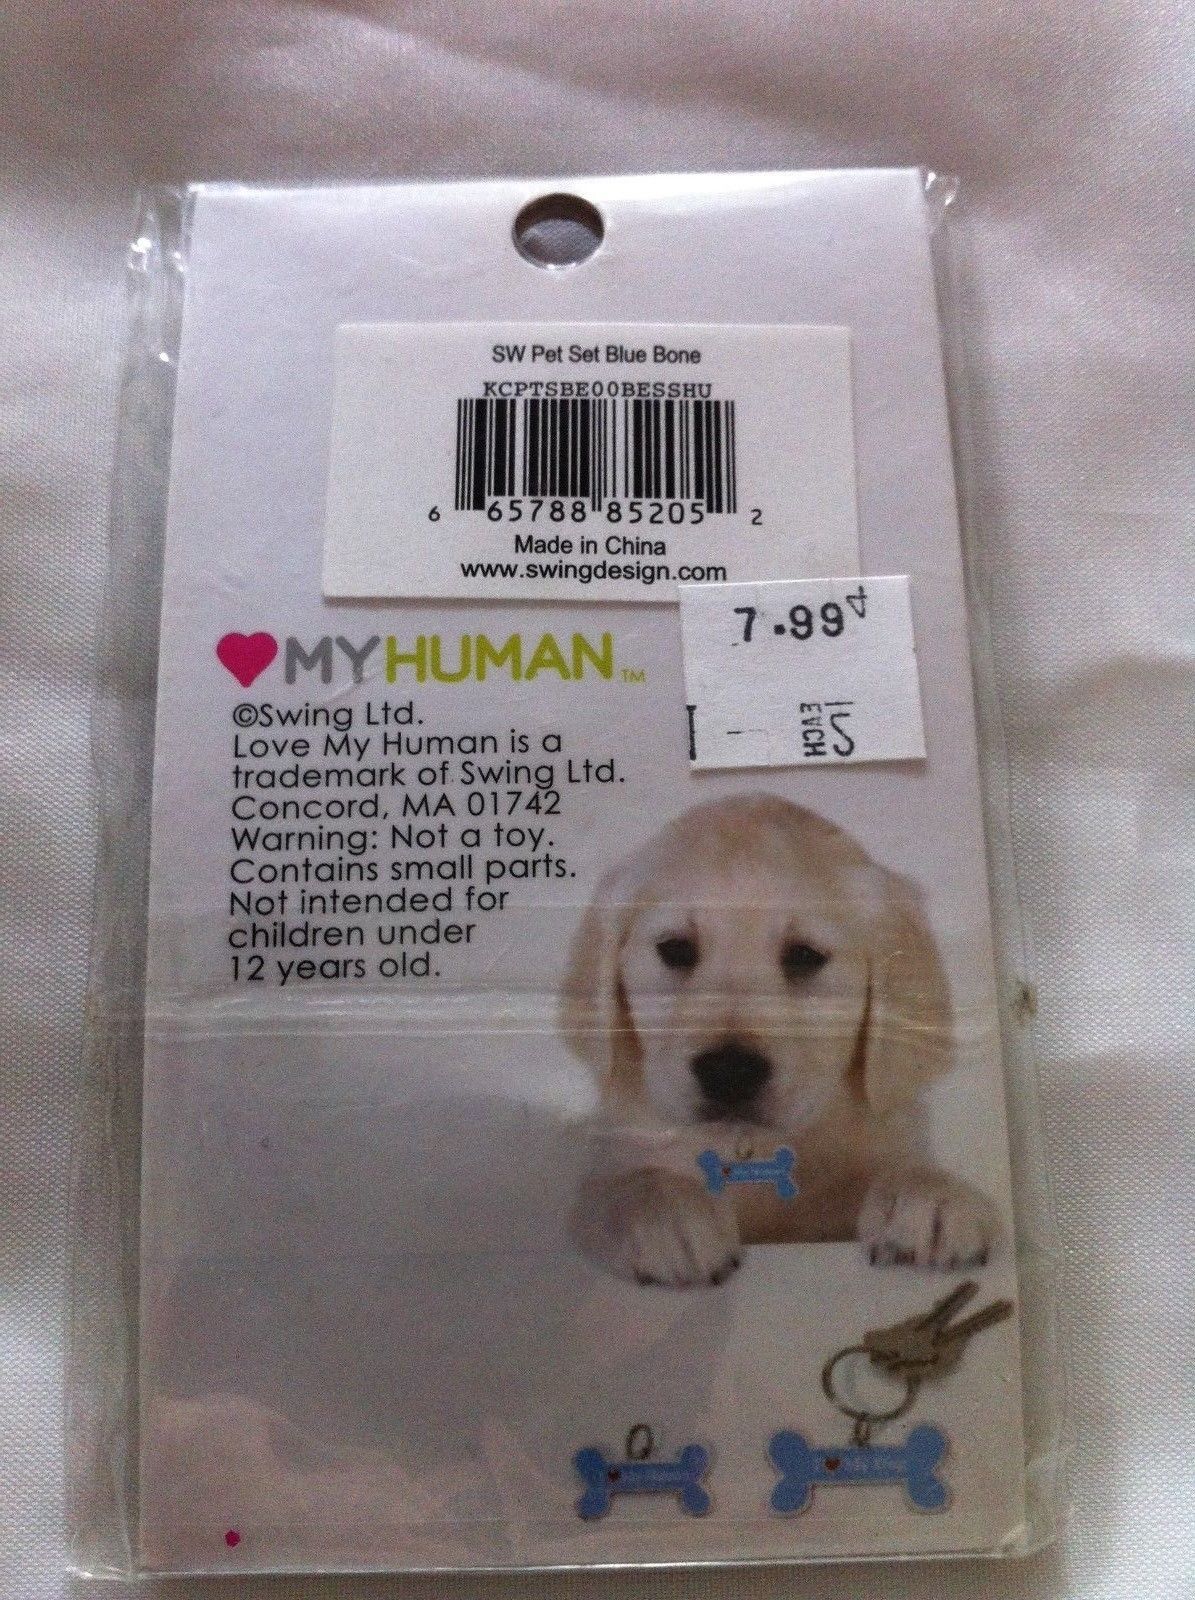 SW Pet Set Blue Bone
KCPTSBE00BESSHU
6 65788 85205 2
Made in China
www.swingdesign.com
7.99
EACH
MYHUMAN™
©Swing Ltd.
Love My Human is a
trademark of Swing Ltd.
Concord, MA 01742
Warning: Not a toy.
Contains small parts.
Not intended for
children under
12 years old.